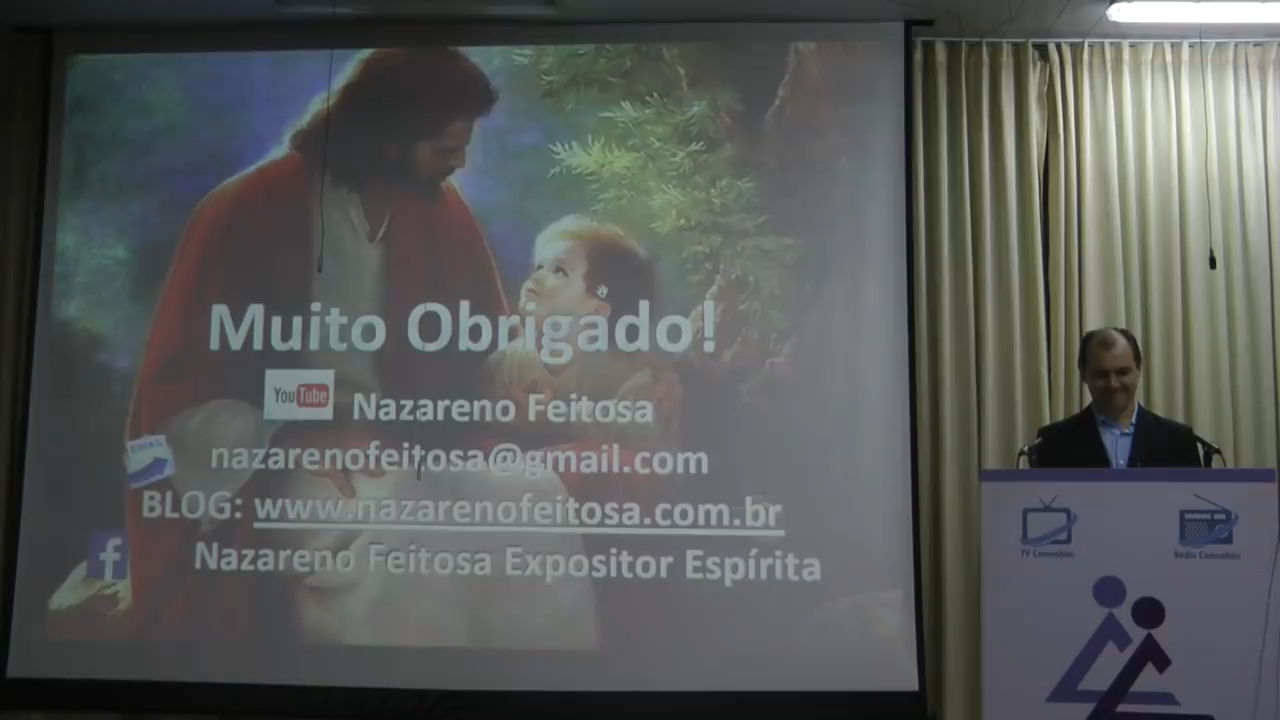 Muito Obrigado!
YouTube Nazareno Feitosa
EMAIL nazarenofeitosa@gmail.com
BLOG: www.nazarenofeitosa.com.br
f Nazareno Feitosa Expositor Espírita
TV Comunhão
Rádio Comunhão